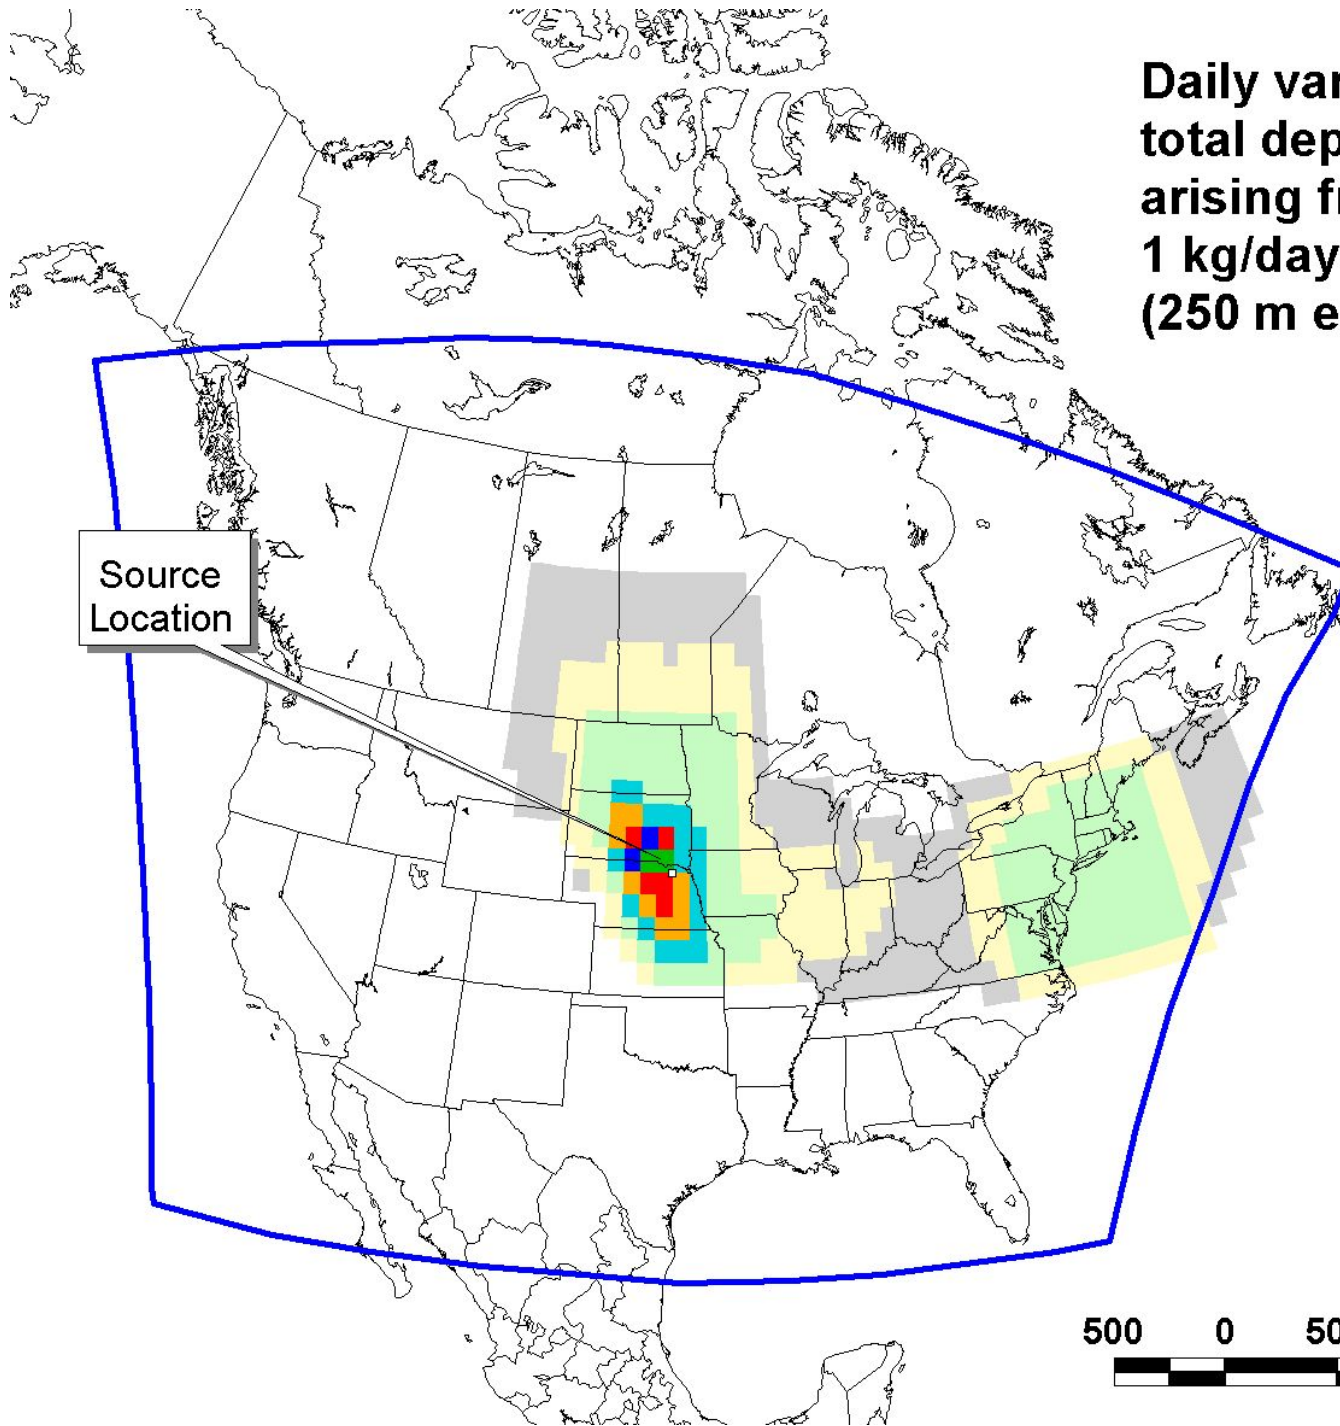 Daily var
total dep
arising fr
1 kg/day
(250 m e
Source
Location
500 0 50